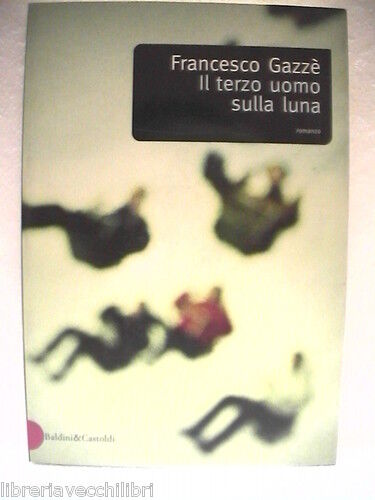 Francesco Gazzè
Il terzo uomo
sulla luna
romanzo
Baldini&Castoldi
libreriavecchilibri